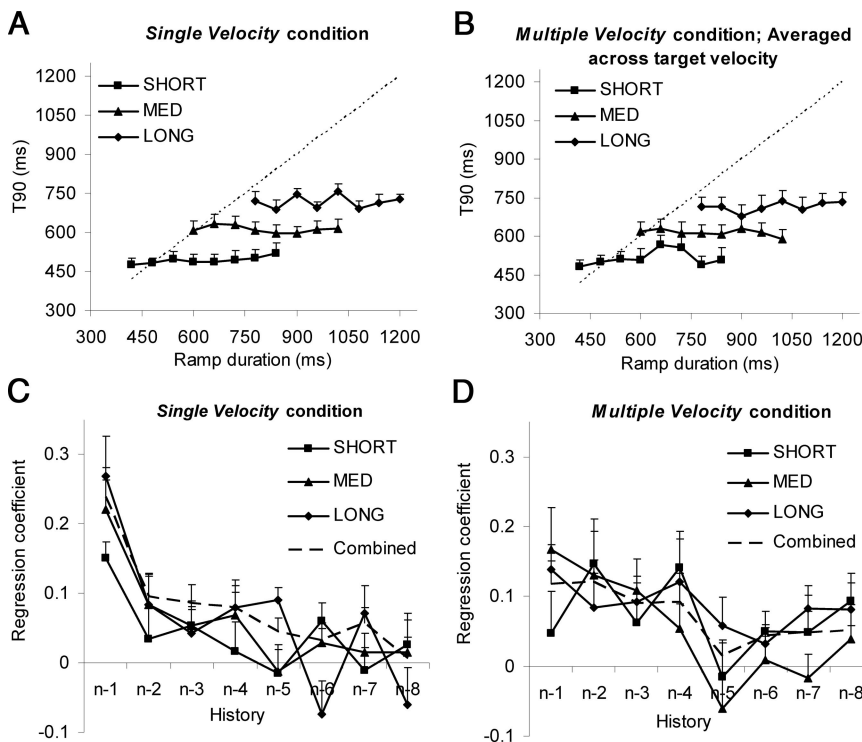 A
Single Velocity condition
SHORT
MED
LONG
T90 (ms)
1200
1050
900
750
600
450
300
300 450 600 750 900 1050 1200
Ramp duration (ms)
B
Multiple Velocity condition; Averaged
across target velocity
SHORT
MED
LONG
T90 (ms)
1200
1050
900
750
600
450
300
300 450 600 750 900 1050 1200
Ramp duration (ms)
C
Single Velocity condition
SHORT
MED
LONG
Combined
Regression coefficient
0.3
0.2
0.1
0
-0.1
n-1 n-2 n-3 n-4 n-5 n-6 n-7 n-8
History
D
Multiple Velocity condition
SHORT
MED
LONG
Combined
Regression coefficient
0.3
0.2
0.1
0
-0.1
n-1 n-2 n-3 n-4 n-5 n-6 n-7 n-8
History